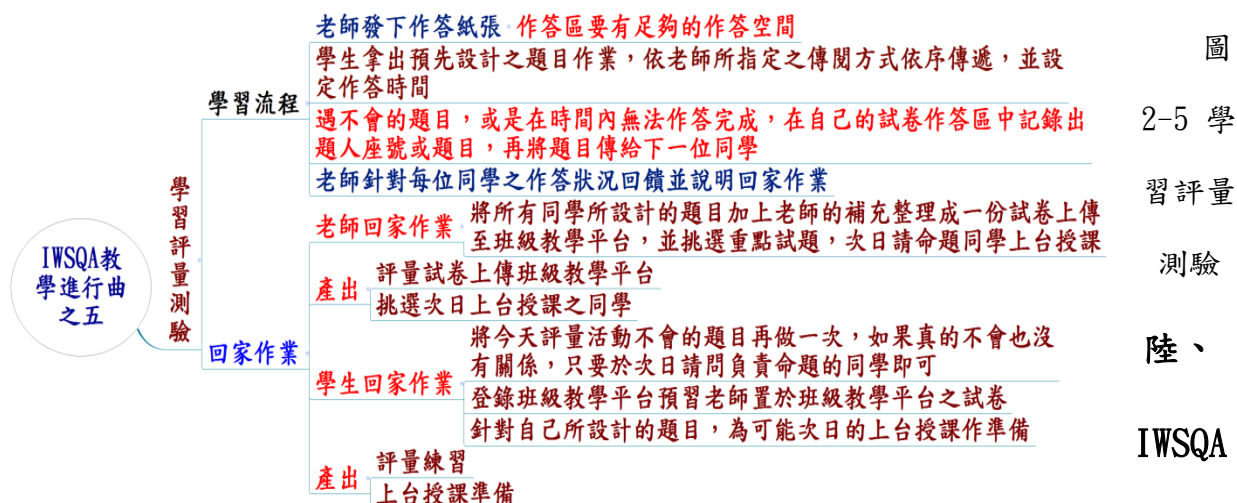 IWSQA教
學進行曲
之五
學習評量測驗
學習流程
老師發下作答紙張 作答區要有足夠的作答空間
學生拿出預先設計之題目作業，依老師所指定之傳閱方式依序傳遞，並設
定作答時間
遇不會的題目，或是在時間內無法作答完成，在自己的試卷作答區中記錄出
題人座號或題目，再將題目傳給下一位同學
老師針對每位同學之作答狀況回饋並說明回家作業
回家作業
老師回家作業
將所有同學所設計的題目加上老師的補充整理成一份試卷上傳
至班級教學平台，並挑選重點試題，次日請命題同學上台授課
產出
評量試卷上傳班級教學平台
挑選次日上台授課之同學
學生回家作業
將今天評量活動不會的題目再做一次，如果真的不會也沒
有關係，只要於次日請問負責命題的同學即可
登錄班級教學平台預習老師置於班級教學平台之試卷
針對自己所設計的題目，為可能次日的上台授課作準備
產出
評量練習
上台授課準備
圖
2-5 學
習評量
測驗
陸、
IWSQA